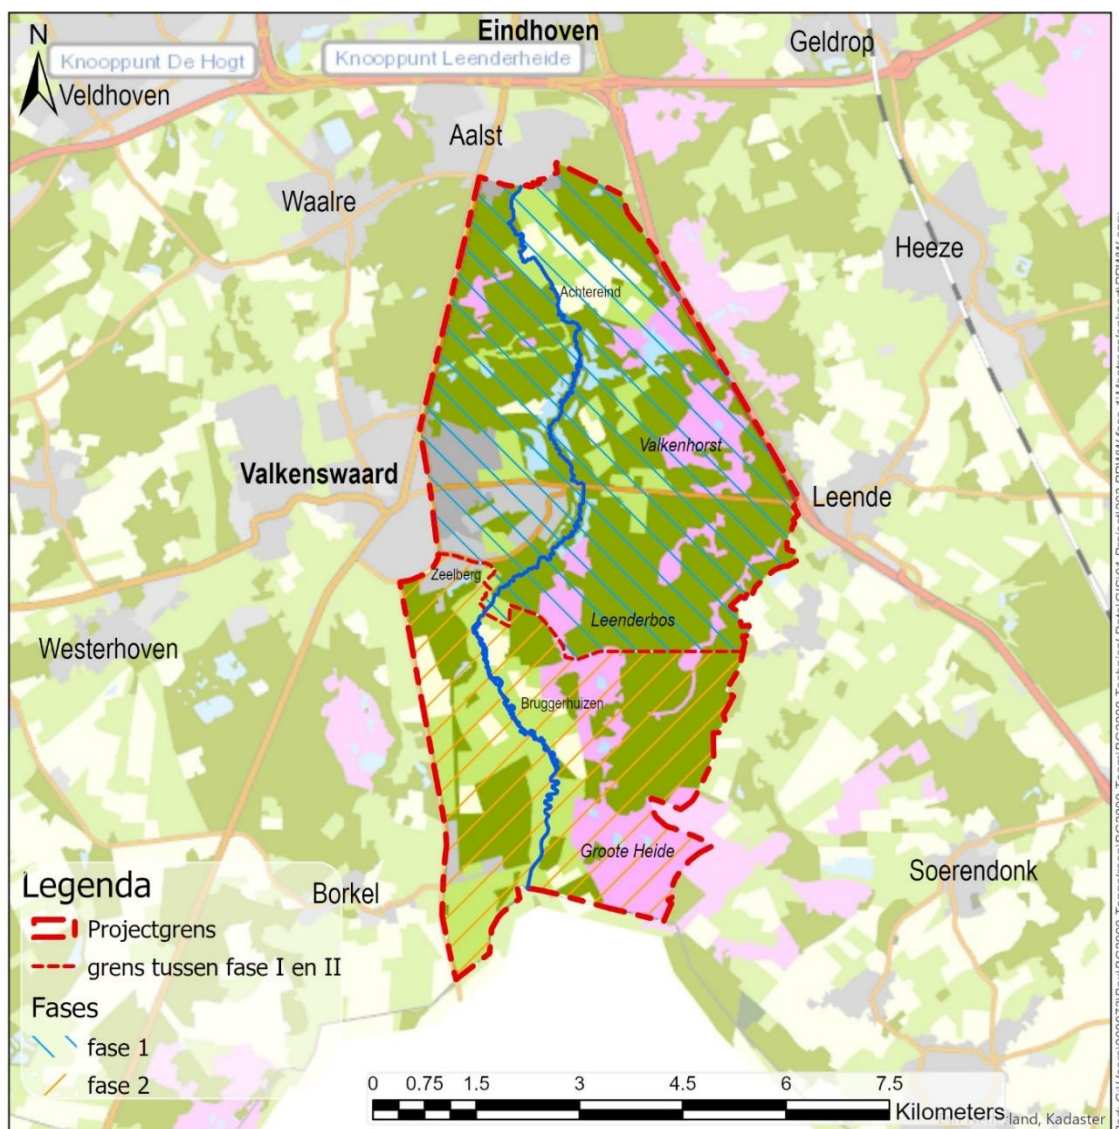 Eindhoven
Geldrop
N
Knooppunt De Hogt
Knooppunt Leenderheide
Veldhoven
Aalst
Waalre
Heeze
Achtereind
Valkenhorst
Valkenswaard
Leende
Zeelberg
Leenderbos
Westerhoven
Bruggerhuizen
Groote Heide
Soerendonk
Borkel
Legenda
Projectgrens
grens tussen fase I en II
Fases
fase 1
fase 2
0 0.75 1.5 3 4.5 6 7.5
Kilometers
land, Kadaster